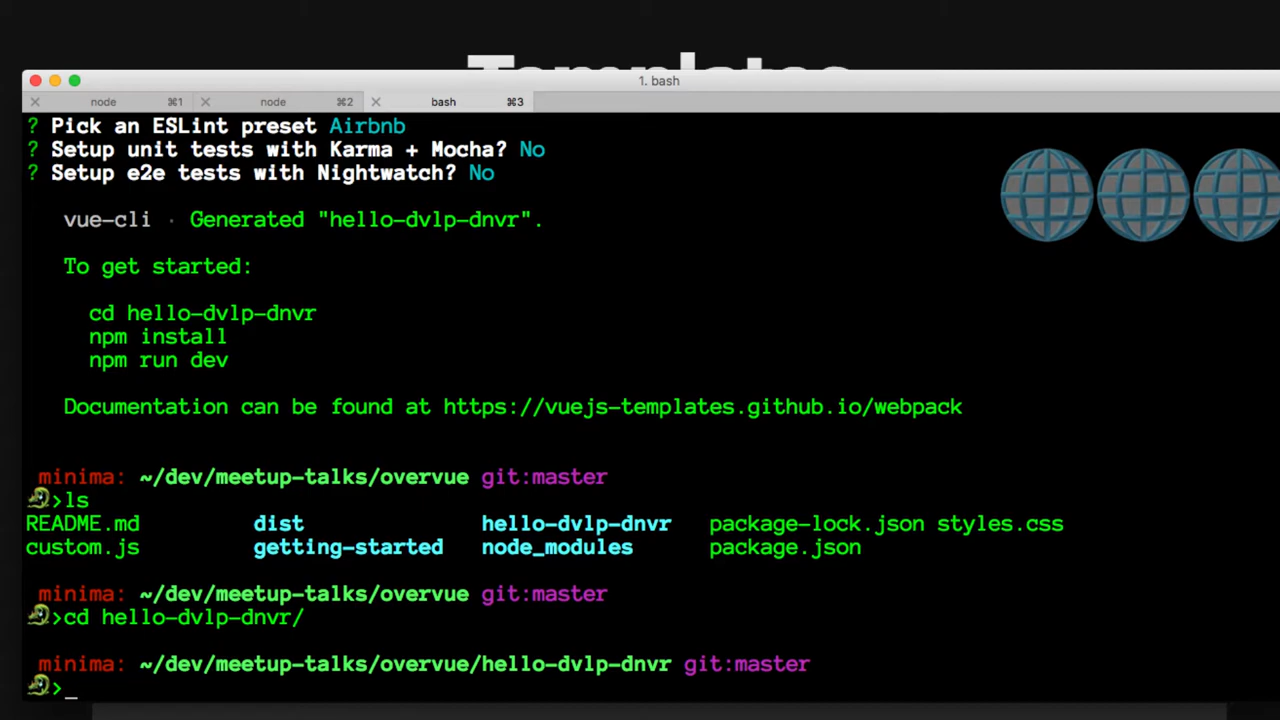 Templates
1. bash
node ⌘1 node ⌘2 bash ⌘3
? Pick an ESLint preset Airbnb
? Setup unit tests with Karma + Mocha? No
? Setup e2e tests with Nightwatch? No
vue-cli · Generated "hello-dvlp-dnvr".
To get started:
cd hello-dvlp-dnvr
npm install
npm run dev
Documentation can be found at https://vuejs-templates.github.io/webpack
minima: ~/dev/meetup-talks/overvue git:master
>ls
README.md dist hello-dvlp-dnvr package-lock.json styles.css
custom.js getting-started node_modules package.json
minima: ~/dev/meetup-talks/overvue git:master
>cd hello-dvlp-dnvr/
minima: ~/dev/meetup-talks/overvue/hello-dvlp-dnvr git:master
>_